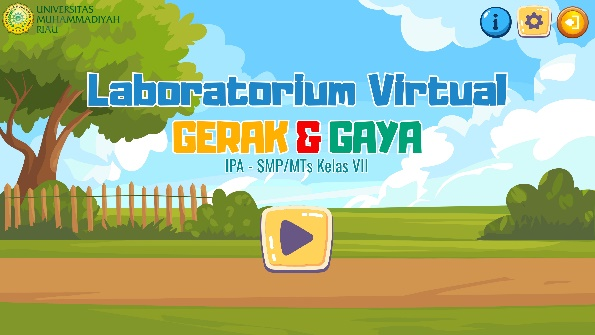 UNIVERSITAS
MUHAMMADIYAH
RIAU
i
Laboratorium Virtual
GERAK & GAYA
IPA - SMP/MTs Kelas VII